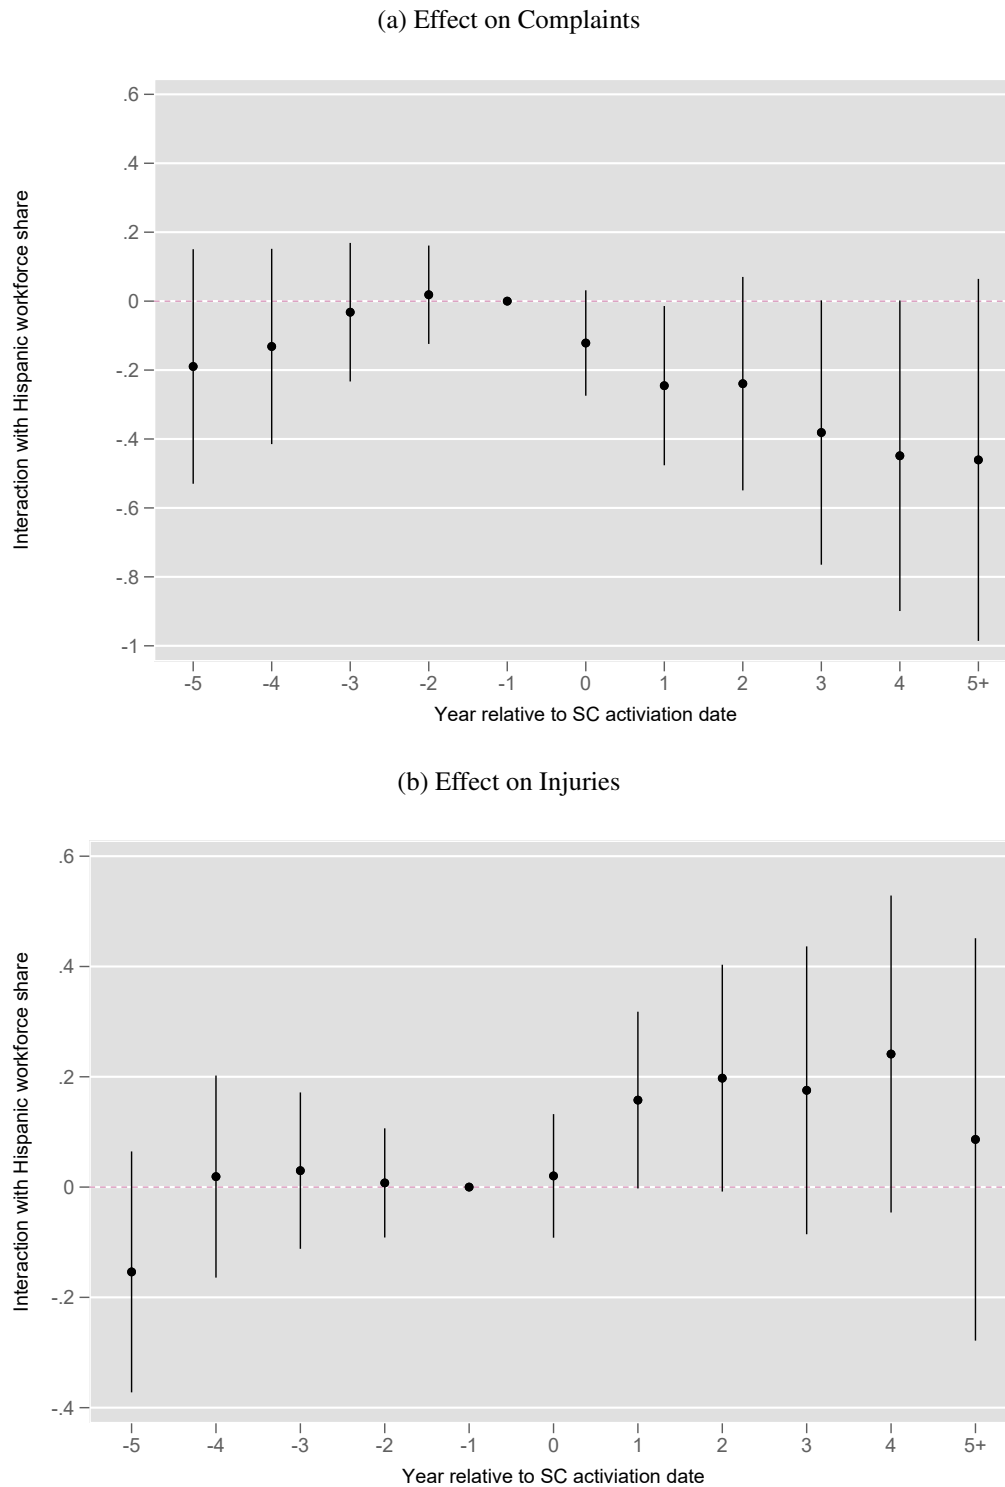 (a) Effect on Complaints
Interaction with Hispanic workforce share
.6
.4
.2
0
-.2
-.4
-.6
-.8
-1
-5 -4 -3 -2 -1 0 1 2 3 4 5+
Year relative to SC activiation date
(b) Effect on Injuries
Interaction with Hispanic workforce share
.6
.4
.2
0
-.2
-.4
-5 -4 -3 -2 -1 0 1 2 3 4 5+
Year relative to SC activiation date